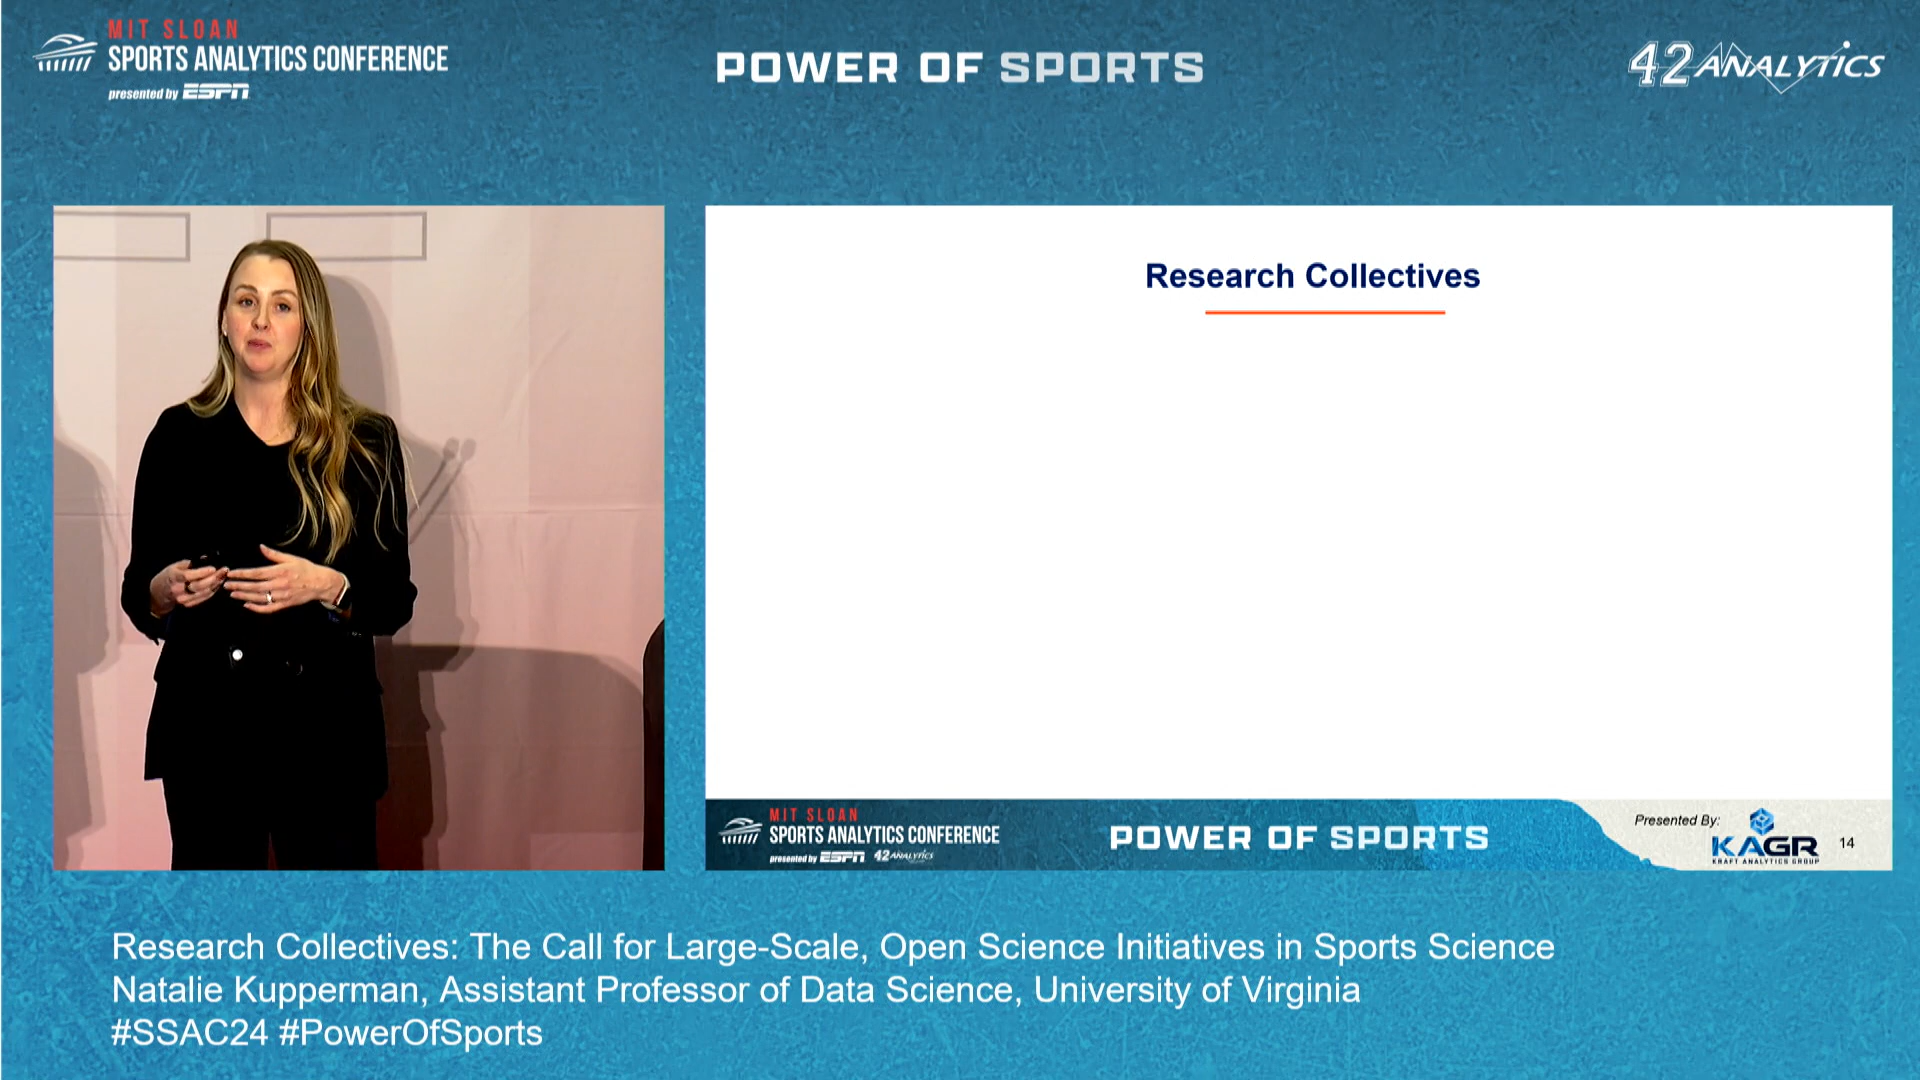 MIT SLOAN
SPORTS ANALYTICS CONFERENCE
presented by ESPN
POWER OF SPORTS
42 ANALYTICS
Research Collectives
MIT SLOAN
SPORTS ANALYTICS CONFERENCE
presented by ESPN 42 ANALYTICS
POWER OF SPORTS
Presented By:
KAGR
KRAFT ANALYTICS GROUP
14
Research Collectives: The Call for Large-Scale, Open Science Initiatives in Sports Science
Natalie Kupperman, Assistant Professor of Data Science, University of Virginia
#SSAC24 #PowerOfSports